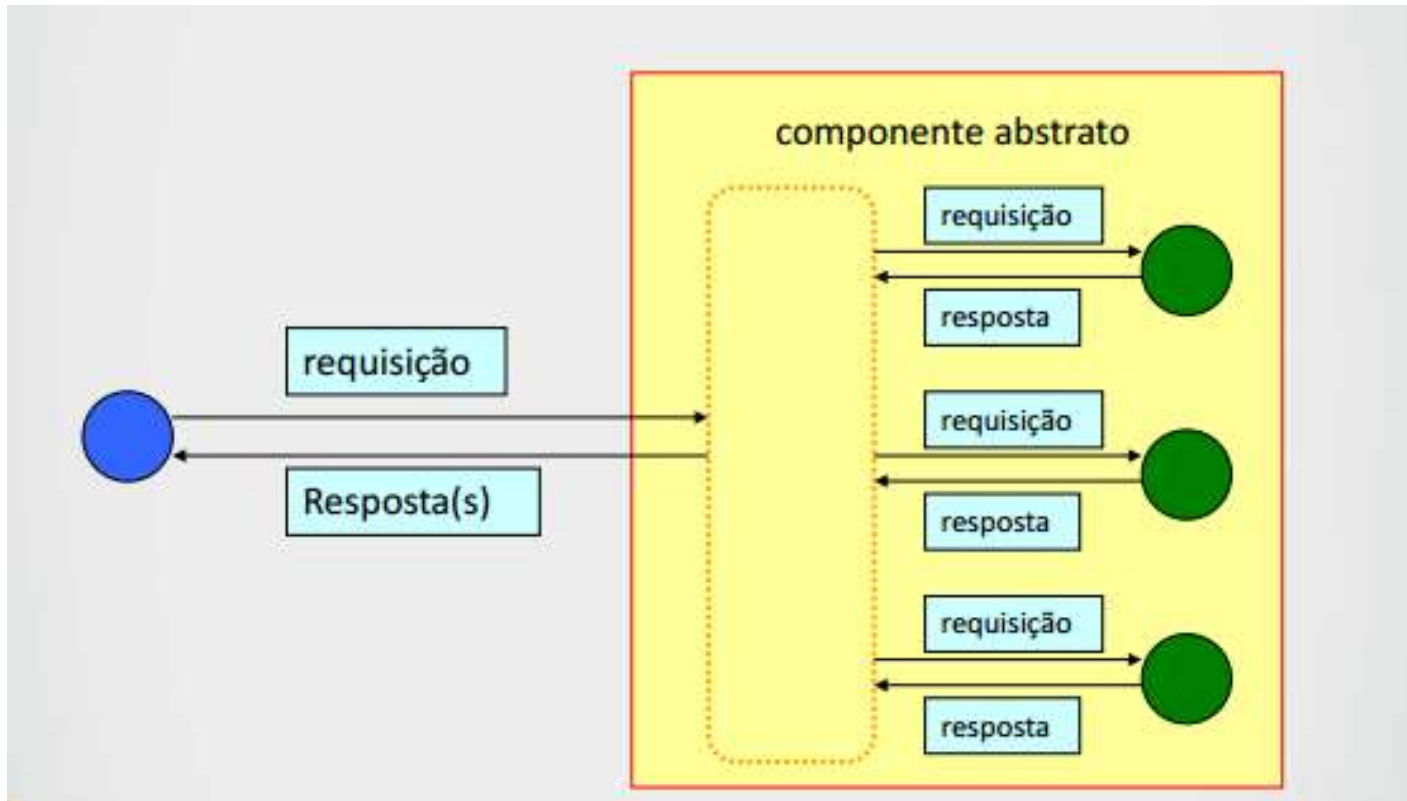 componente abstrato
requisição
resposta
requisição
Resposta(s)
requisição
resposta
requisição
resposta